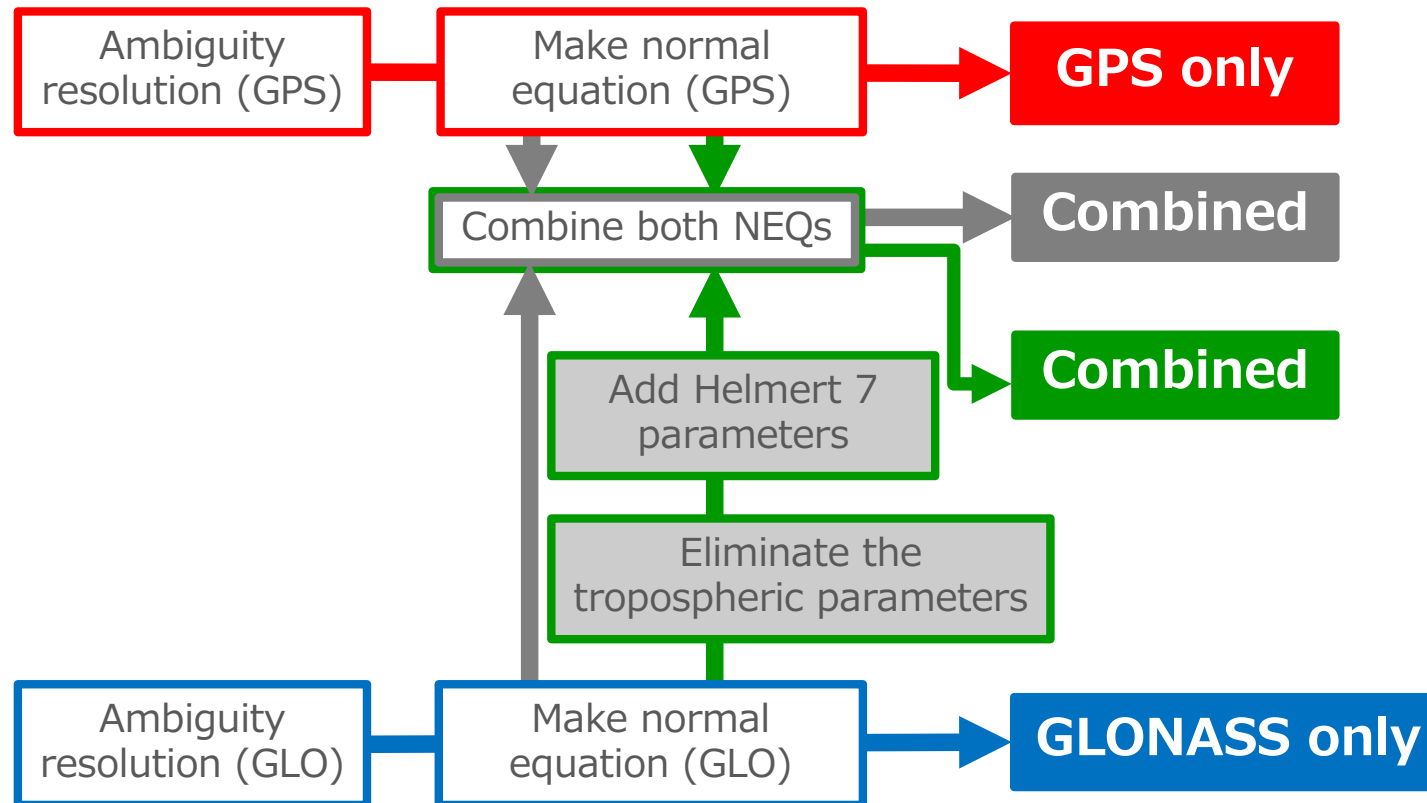 Ambiguity
resolution (GPS)
Make normal
equation (GPS)
GPS only
Combine both NEQs
Combined
Combined
Add Helmert 7
parameters
Eliminate the
tropospheric parameters
Ambiguity
resolution (GLO)
Make normal
equation (GLO)
GLONASS only